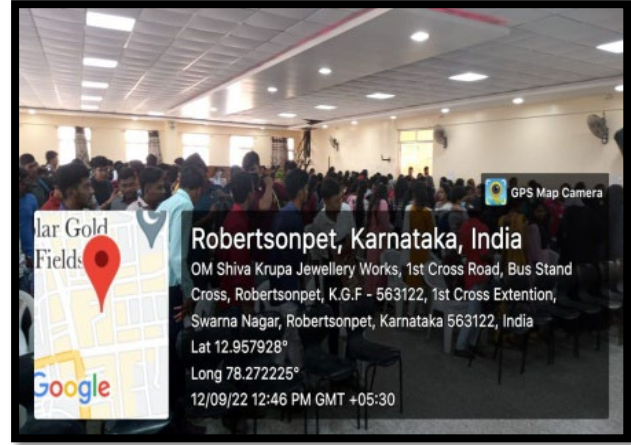 GPS Map Camera
lar Gold
Fields
Google
Robertsonpet, Karnataka, India
OM Shiva Krupa Jewellery Works, 1st Cross Road, Bus Stand
Cross, Robertsonpet, K.G.F - 563122, 1st Cross Extention,
Swarna Nagar, Robertsonpet, Karnataka 563122, India
Lat 12.957928°
Long 78.272225°
12/09/22 12:46 PM GMT +05:30